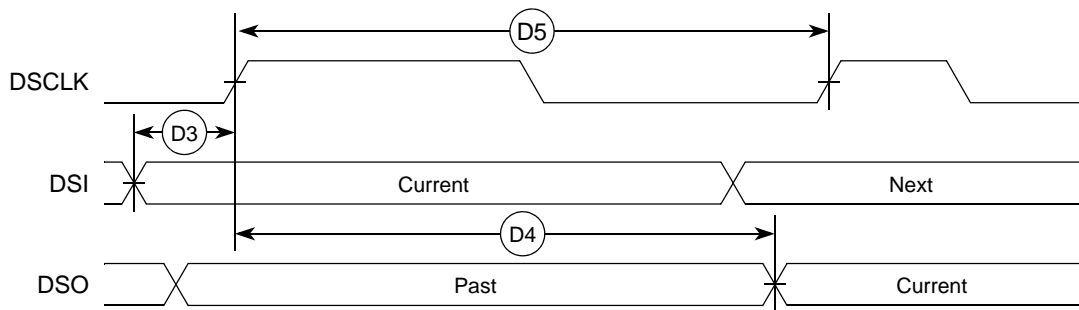 D5
DSCLK
D3
DSI Current Next
D4
DSO Past Current